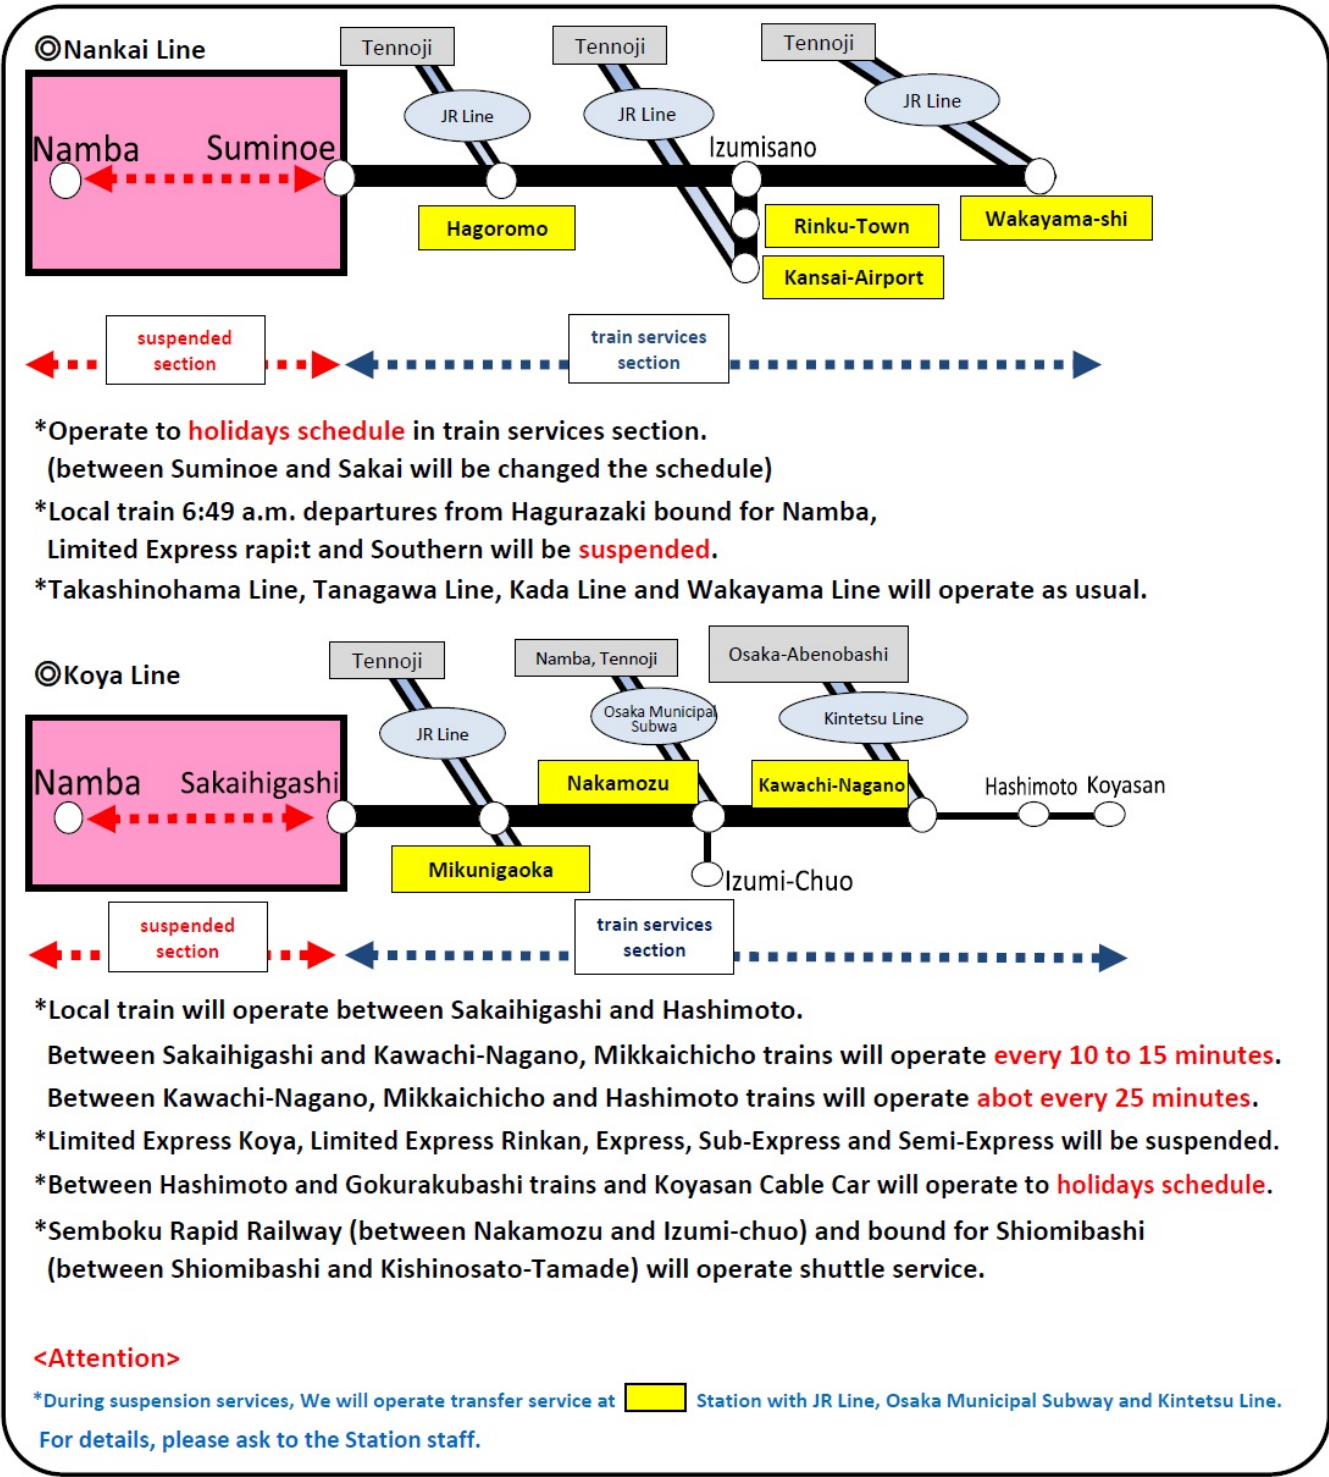 ◎Nankai Line
Tennoji
Tennoji
Tennoji
JR Line
JR Line
JR Line
Namba
Suminoe
Izumisano
Hagoromo
Rinku-Town
Wakayama-shi
Kansai-Airport
suspended
section
train services
section
*Operate to holidays schedule in train services section.
(between Suminoe and Sakai will be changed the schedule)
*Local train 6:49 a.m. departures from Hagurazaki bound for Namba,
Limited Express rapi:t and Southern will be suspended.
*Takashinohama Line, Tanagawa Line, Kada Line and Wakayama Line will operate as usual.
◎Koya Line
Tennoji
Namba, Tennoji
Osaka-Abenobashi
JR Line
Osaka Municipal
Subwa
Kintetsu Line
Namba
Sakaihigashi
Nakamozu
Kawachi-Nagano
Hashimoto
Koyasan
Mikunigaoka
Izumi-Chuo
suspended
section
train services
section
*Local train will operate between Sakaihigashi and Hashimoto.
Between Sakaihigashi and Kawachi-Nagano, Mikkaichicho trains will operate every 10 to 15 minutes.
Between Kawachi-Nagano, Mikkaichicho and Hashimoto trains will operate abot every 25 minutes.
*Limited Express Koya, Limited Express Rinkan, Express, Sub-Express and Semi-Express will be suspended.
*Between Hashimoto and Gokurakubashi trains and Koyasan Cable Car will operate to holidays schedule.
*Semboku Rapid Railway (between Nakamozu and Izumi-chuo) and bound for Shiomibashi
(between Shiomibashi and Kishinosato-Tamade) will operate shuttle service.
<Attention>
*During suspension services, We will operate transfer service at Station with JR Line, Osaka Municipal Subway and Kintetsu Line.
For details, please ask to the Station staff.